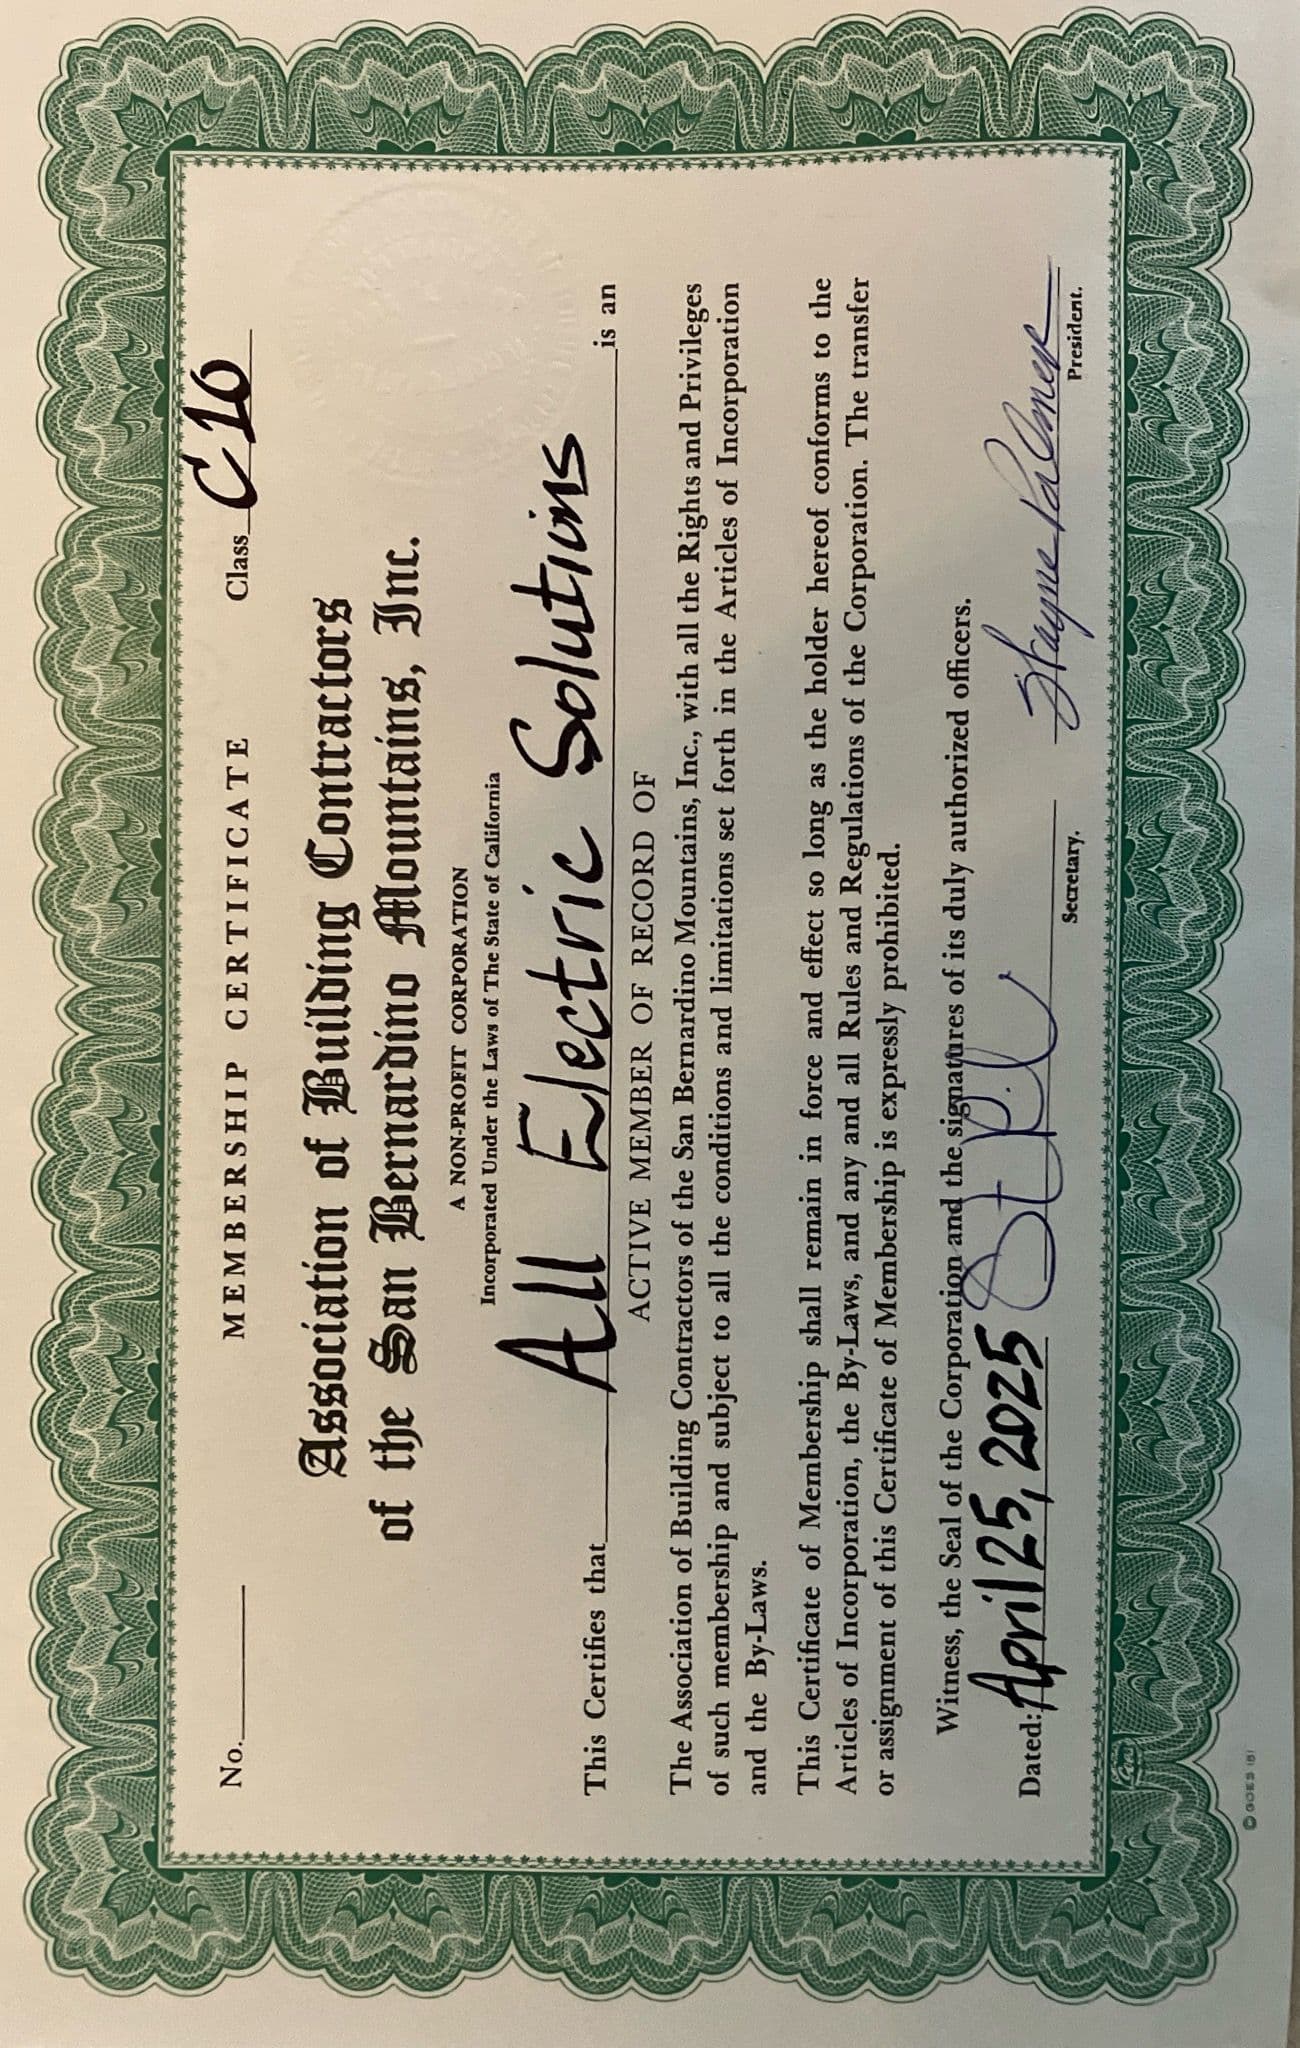 No.
MEMBERSHIP CERTIFICATE
Class C10
Association of Building Contractors
of the San Bernardino Mountains, Inc.
A NON-PROFIT CORPORATION
Incorporated Under the Laws of The State of California
This Certifies that All Electric Solutions is an
ACTIVE MEMBER OF RECORD OF
The Association of Building Contractors of the San Bernardino Mountains, Inc., with all the Rights and Privileges
of such membership and subject to all the conditions and limitations set forth in the Articles of Incorporation
and the By-Laws.
This Certificate of Membership shall remain in force and effect so long as the holder hereof conforms to the
Articles of Incorporation, the By-Laws, and any and all Rules and Regulations of the Corporation. The transfer
or assignment of this Certificate of Membership is expressly prohibited.
Witness, the Seal of the Corporation and the signatures of its duly authorized officers.
Dated: April 25, 2025
Palmer
Secretary.
President.
© GOES 181